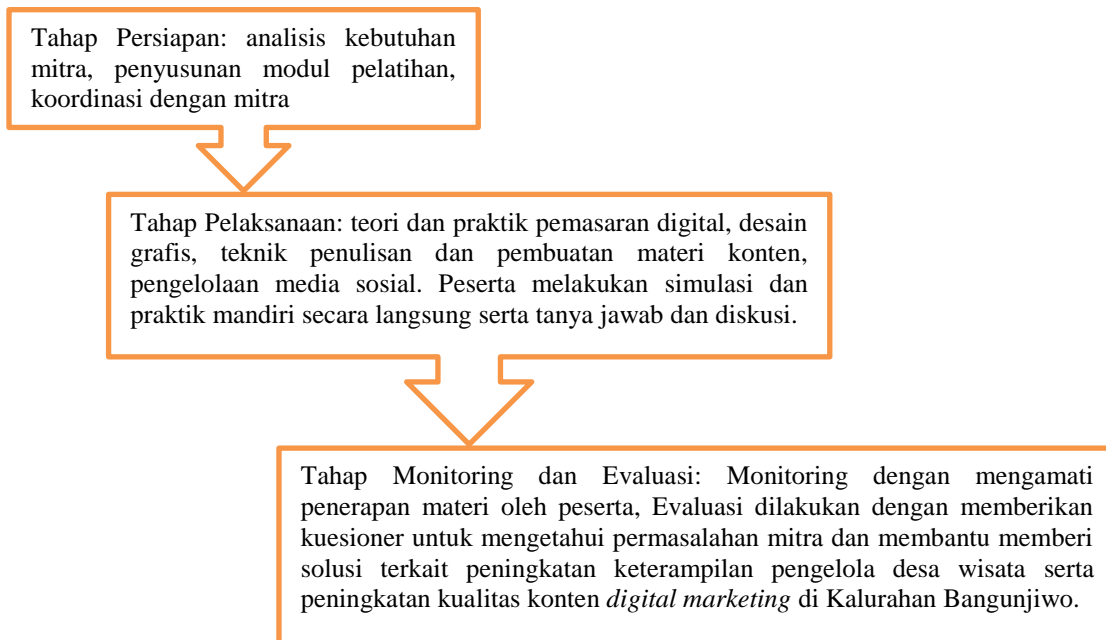 Tahap Persiapan: analisis kebutuhan
mitra, penyusunan modul pelatihan,
koordinasi dengan mitra
Tahap Pelaksanaan: teori dan praktik pemasaran digital, desain
grafis, teknik penulisan dan pembuatan materi konten,
pengelolaan media sosial. Peserta melakukan simulasi dan
praktik mandiri secara langsung serta tanya jawab dan diskusi.
Tahap Monitoring dan Evaluasi: Monitoring dengan mengamati
penerapan materi oleh peserta, Evaluasi dilakukan dengan memberikan
kuesioner untuk mengetahui permasalahan mitra dan membantu memberi
solusi terkait peningkatan keterampilan pengelola desa wisata serta
peningkatan kualitas konten digital marketing di Kalurahan Bangunjiwo.